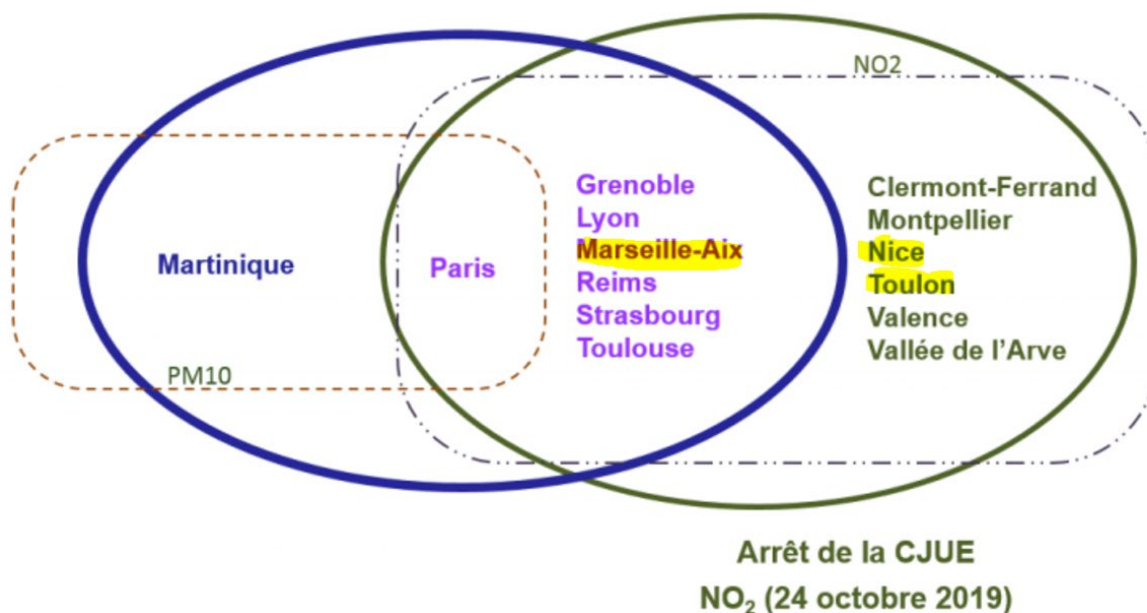 NO2
Grenoble
Lyon
Marseille-Aix
Reims
Strasbourg
Toulouse
Clermont-Ferrand
Montpellier
Nice
Toulon
Valence
Vallée de l'Arve
Martinique
Paris
PM10
Arrêt de la CJUE
NO₂ (24 octobre 2019)